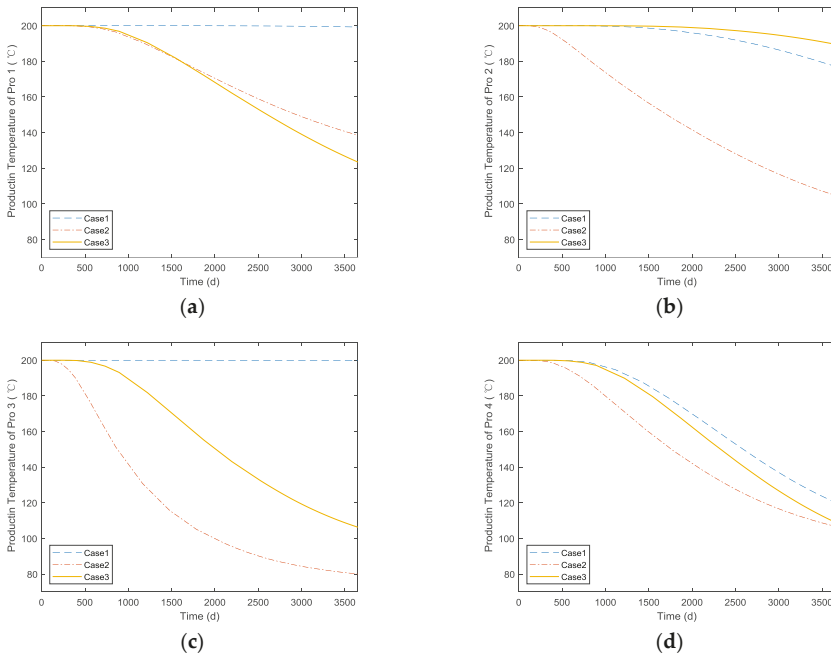 Productin Temperature of Pro 1 ( ℃)
200
180
160
140
120
100
80
Case1
Case2
Case3
0 500 1000 1500 2000 2500 3000 3500
Time (d)
(a)
Productin Temperature of Pro 2 ( ℃)
200
180
160
140
120
100
80
Case1
Case2
Case3
0 500 1000 1500 2000 2500 3000 3500
Time (d)
(b)
Productin Temperature of Pro 3 ( ℃)
200
180
160
140
120
100
80
Case1
Case2
Case3
0 500 1000 1500 2000 2500 3000 3500
Time (d)
(c)
Productin Temperature of Pro 4 ( ℃)
200
180
160
140
120
100
80
Case1
Case2
Case3
0 500 1000 1500 2000 2500 3000 3500
Time (d)
(d)